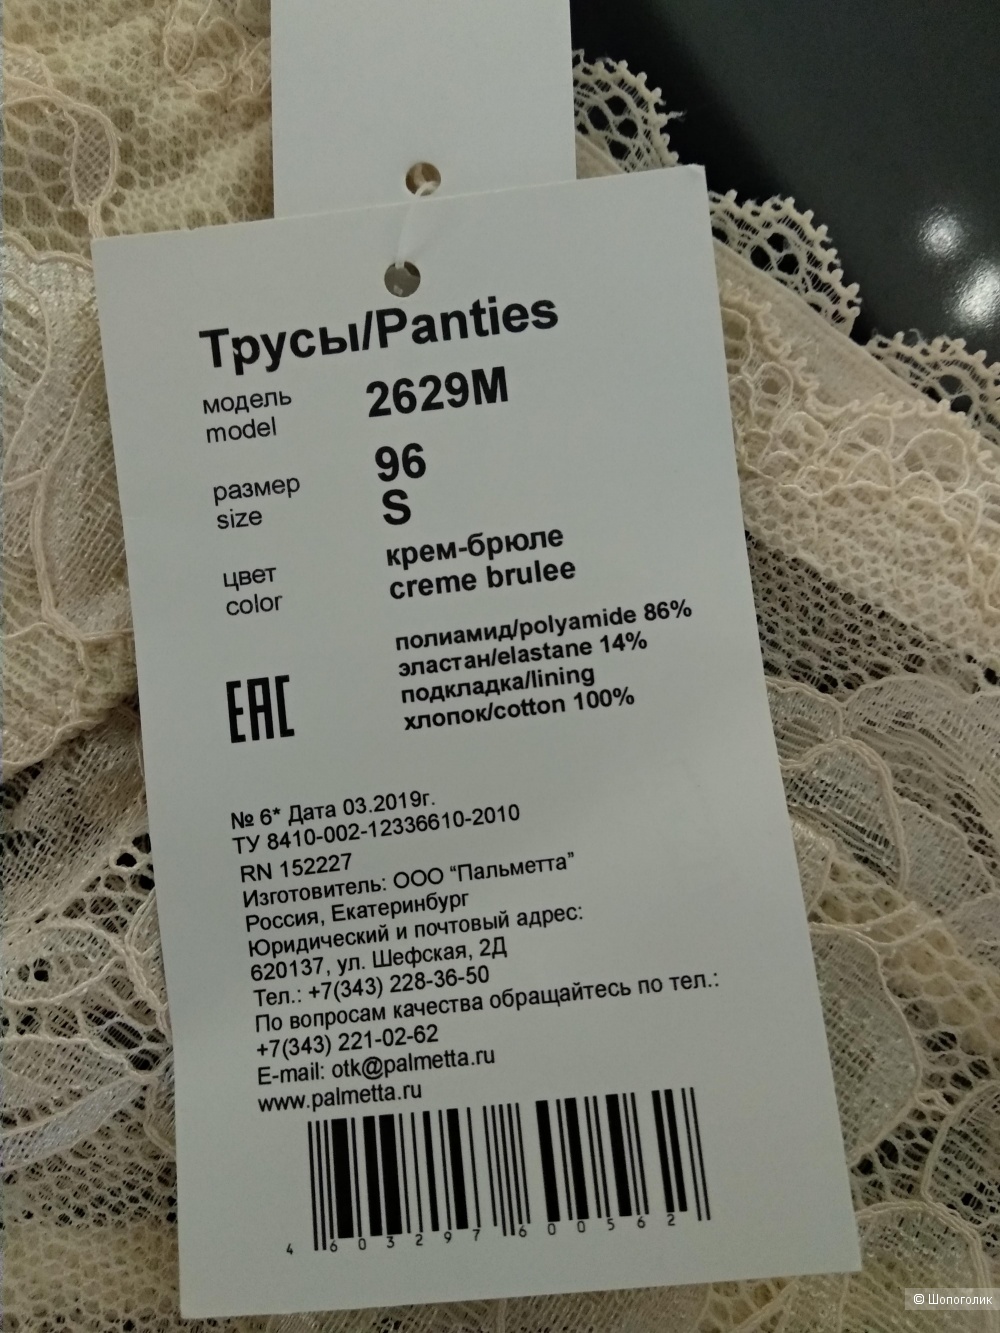 Трусы/Panties
модель
model
2629M
размер
size
96
S
цвет
color
крем-брюле
creme brulee
полиамид/polyamide 86%
эластан/elastane 14%
подкладка/lining
хлопок/cotton 100%
EAC
№ 6* Дата 03.2019г.
ТУ 8410-002-12336610-2010
RN 152227
Изготовитель: ООО “Пальметта”
Россия, Екатеринбург
Юридический и почтовый адрес:
620137, ул. Шефская, 2Д
Тел.: +7(343) 228-36-50
По вопросам качества обращайтесь по тел.:
+7(343) 221-02-62
E-mail: otk@palmetta.ru
www.palmetta.ru
4 603297 600562
© Шопоголик